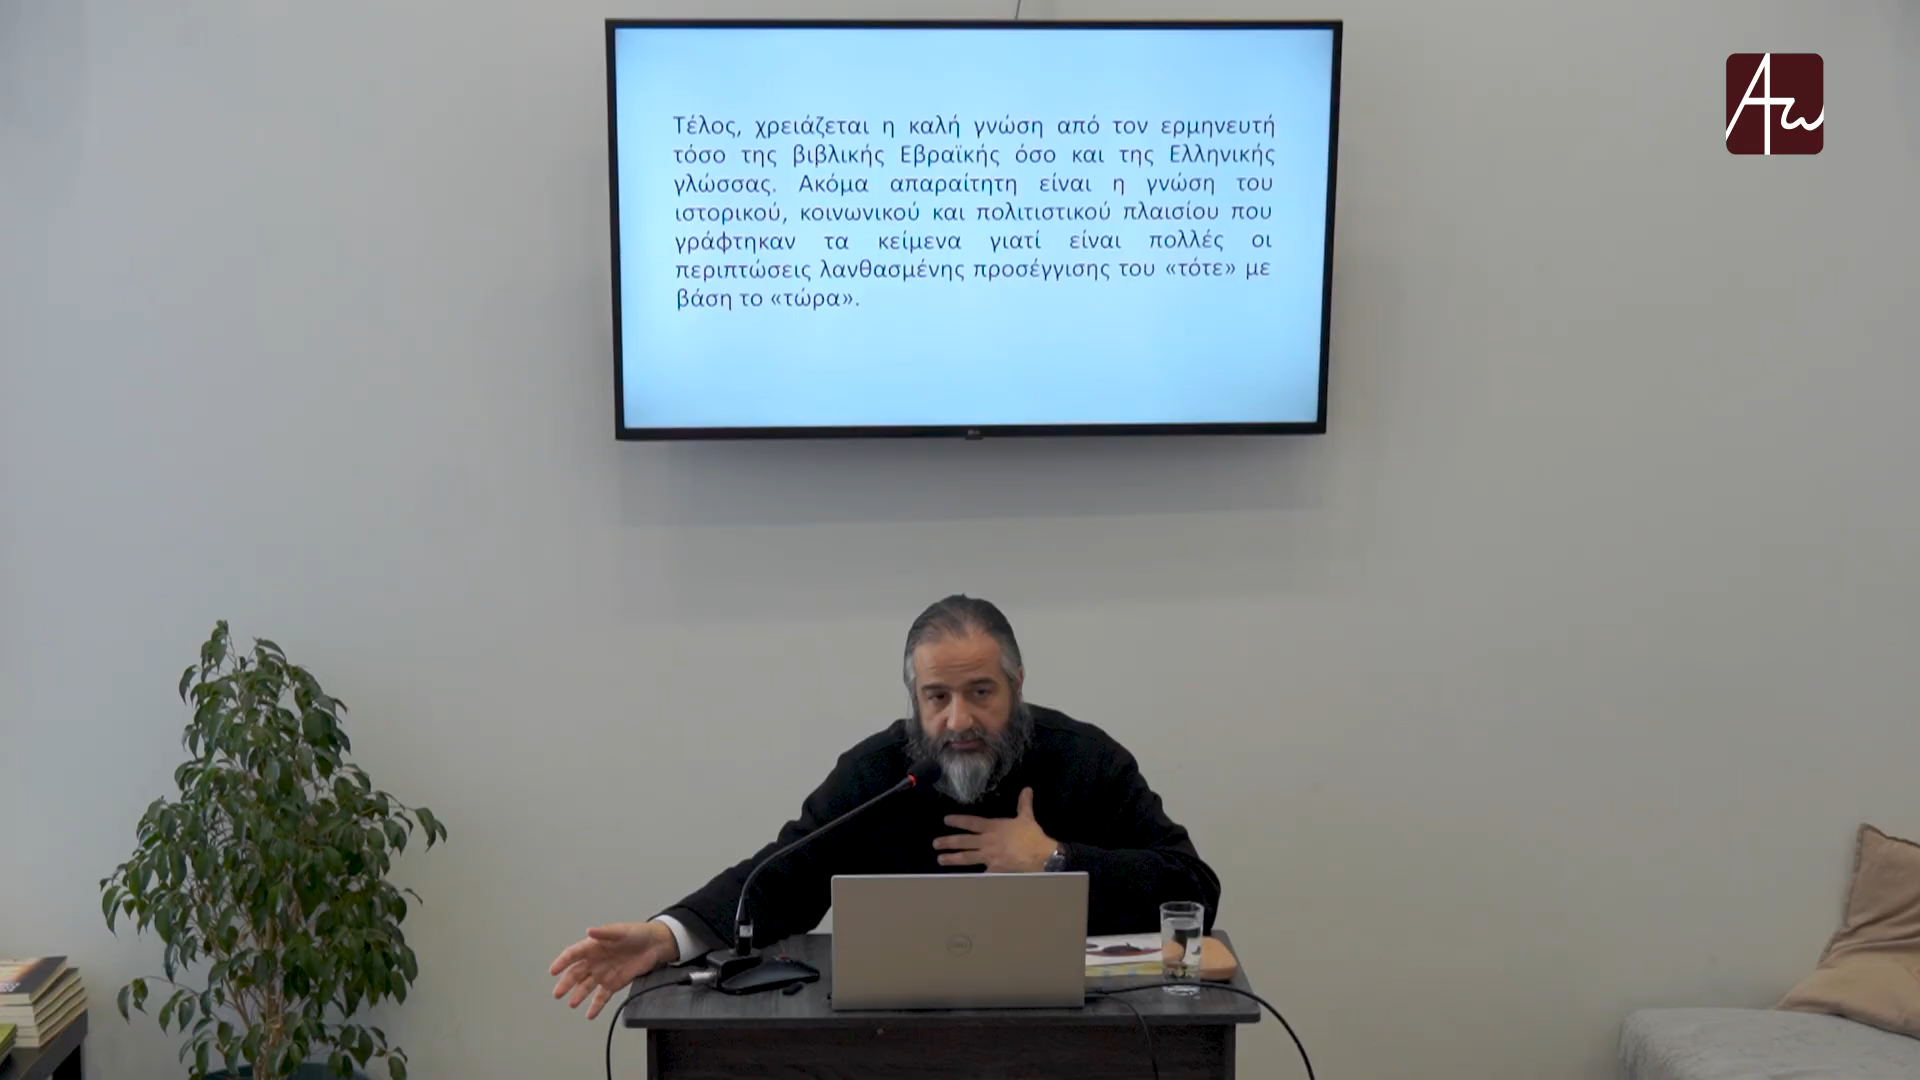 Τέλος, χρειάζεται η καλή γνώση από τον ερμηνευτή
τόσο της βιβλικής Εβραϊκής όσο και της Ελληνικής
γλώσσας. Ακόμα απαραίτητη είναι η γνώση του
ιστορικού, κοινωνικού και πολιτιστικού πλαισίου που
γράφτηκαν τα κείμενα γιατί είναι πολλές οι
περιπτώσεις λανθασμένης προσέγγισης του «τότε» με
βάση το «τώρα».
Αω
DELL